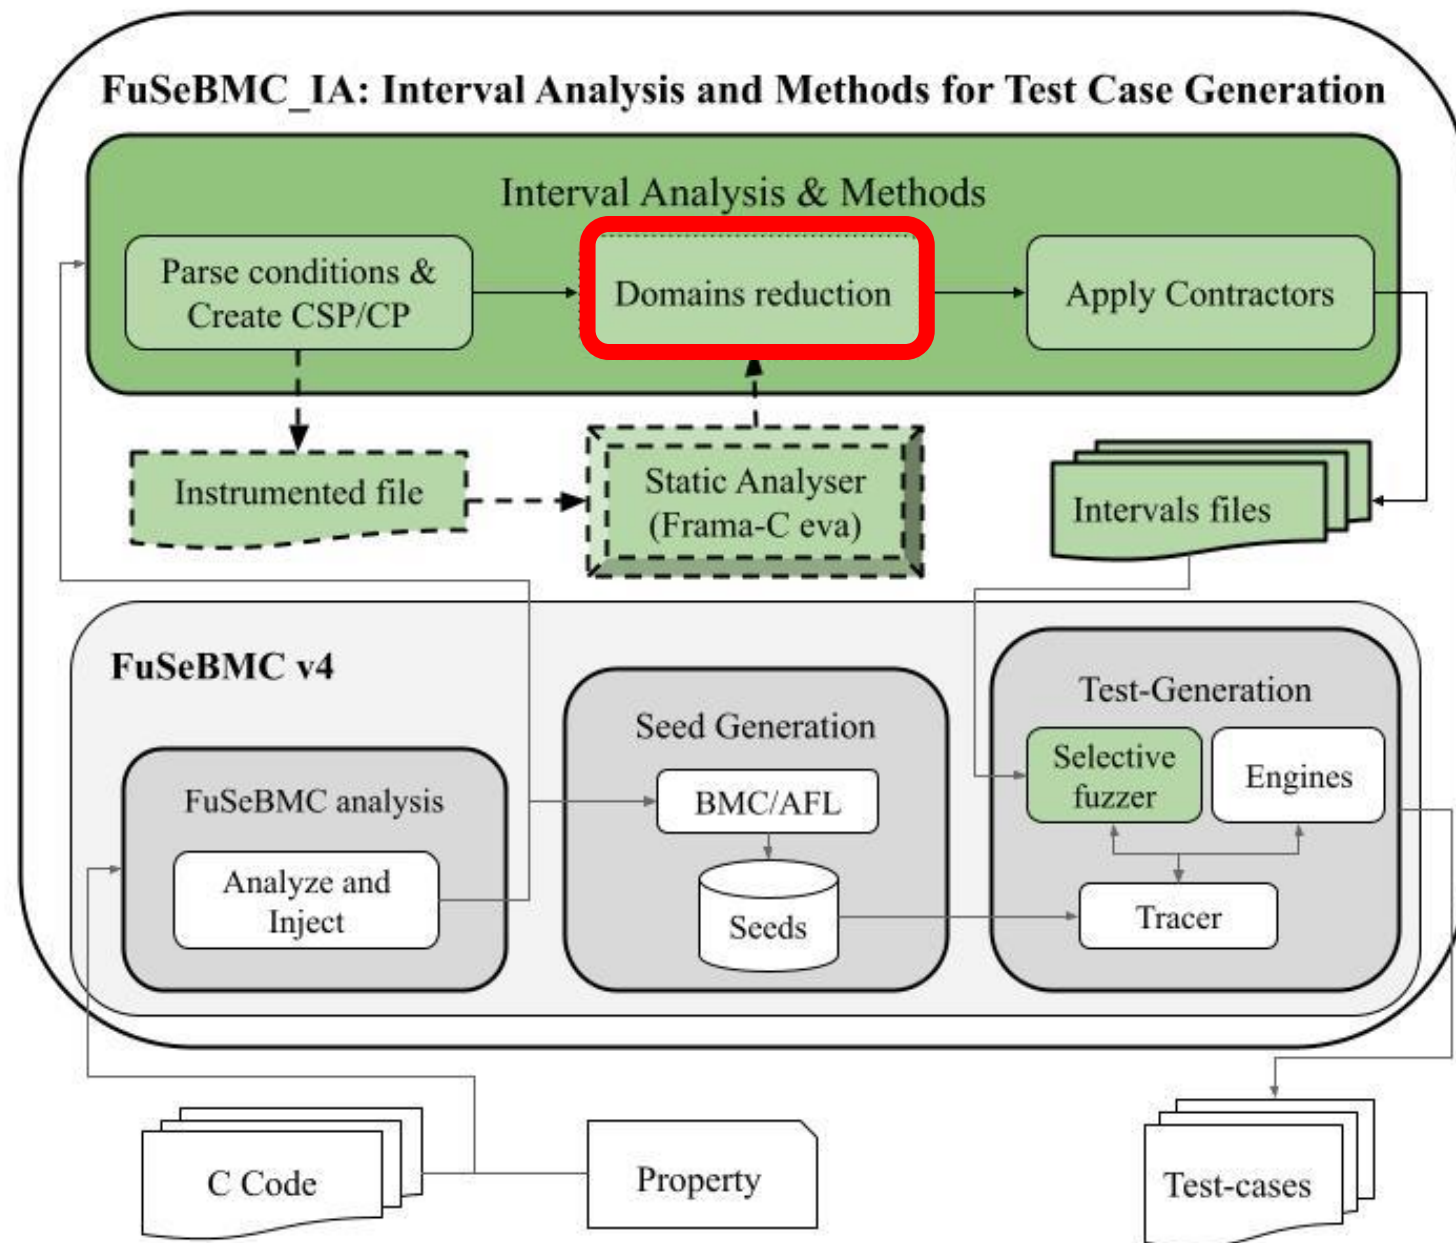 FuSeBMC_IA: Interval Analysis and Methods for Test Case Generation
Interval Analysis & Methods
Parse conditions &
Create CSP/CP
Domains reduction
Apply Contractors
Instrumented file
Static Analyser
(Frama-C eva)
Intervals files
FuSeBMC v4
FuSeBMC analysis
Analyze and
Inject
Seed Generation
BMC/AFL
Seeds
Test-Generation
Selective
fuzzer
Engines
Tracer
C Code
Property
Test-cases